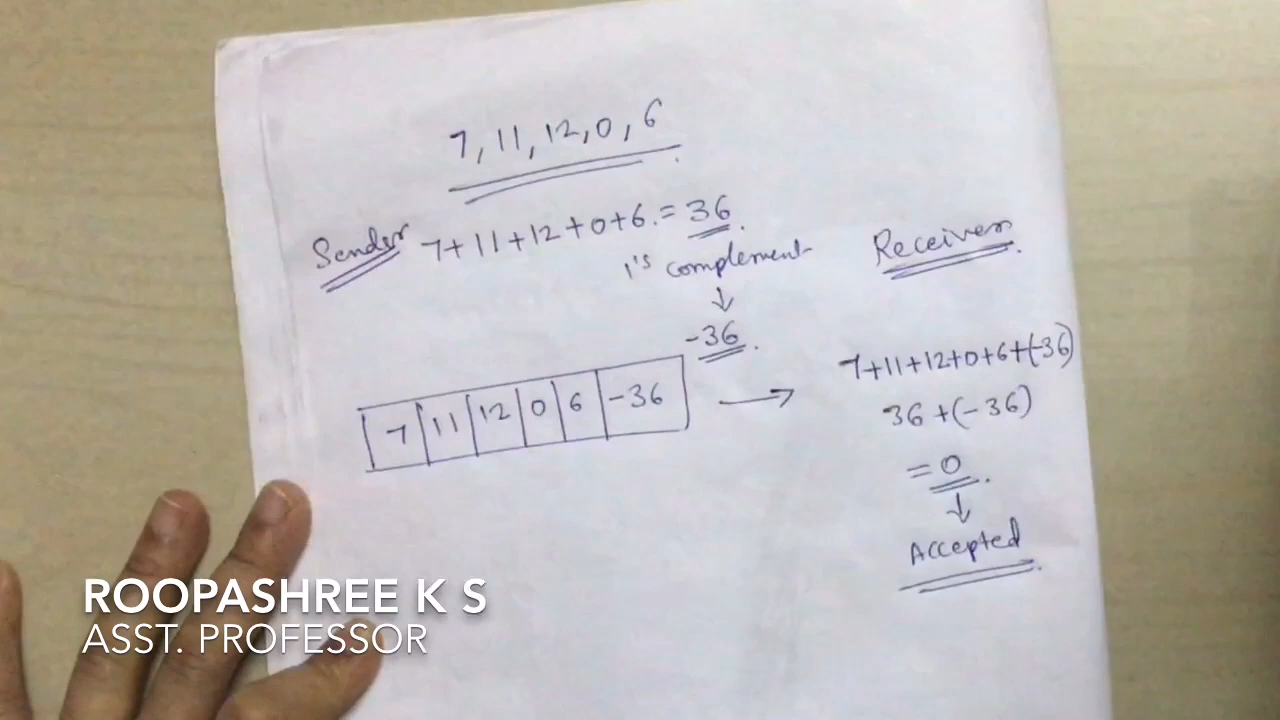 7, 11, 12, 0, 6
Sender 7+11+12+0+6.= 36
1's complement
↓
-36
7 11 12 0 6 -36
→
Receiver
7+11+12+0+6+(-36)
36 +(-36)
= 0
↓
Accepted
ROOPASHREE K S
ASST. PROFESSOR